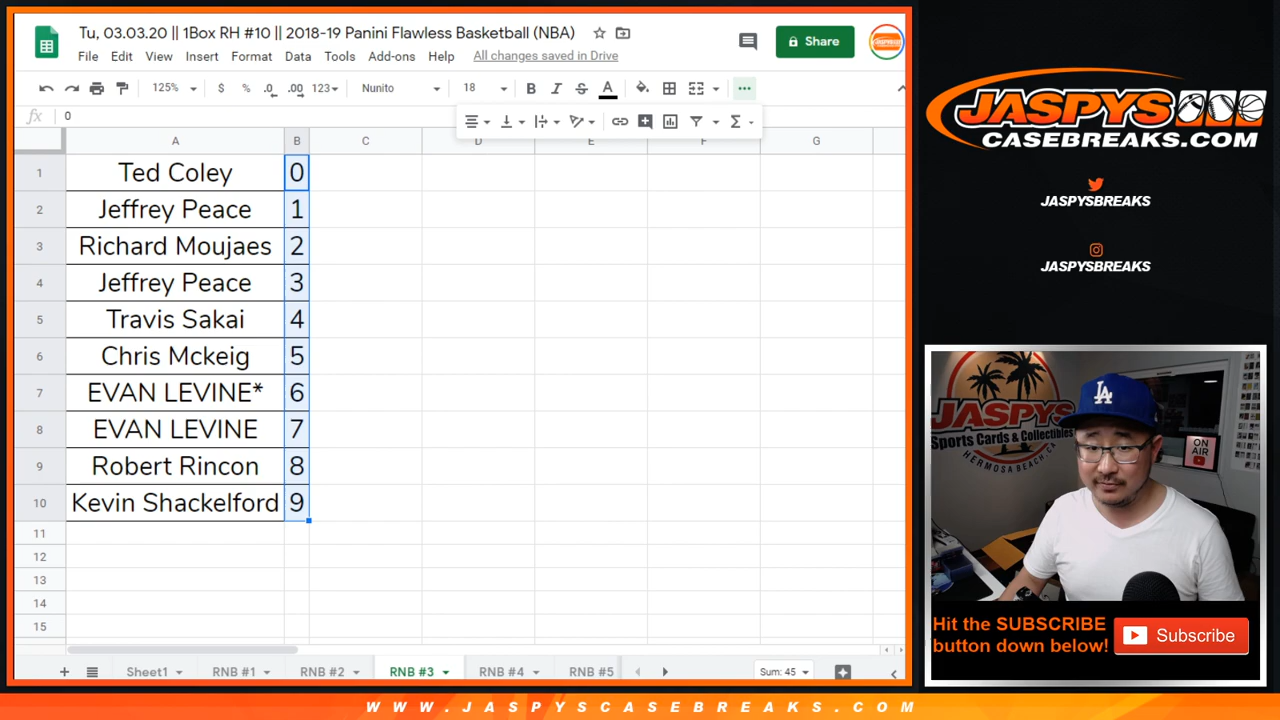 Tu, 03.03.20 || 1Box RH #10 || 2018-19 Panini Flawless Basketball (NBA)
File Edit View Insert Format Data Tools Add-ons Help All changes saved in Drive
Share
125% $ % .0 .00 123 Nunito 18 B I S A
fx 0
A B C D E F G
1 Ted Coley 0
2 Jeffrey Peace 1
3 Richard Moujaes 2
4 Jeffrey Peace 3
5 Travis Sakai 4
6 Chris Mckeig 5
7 EVAN LEVINE* 6
8 EVAN LEVINE 7
9 Robert Rincon 8
10 Kevin Shackelford 9
11
12
13
14
15
Sheet1 RNB #1 RNB #2 RNB #3 RNB #4 RNB #5 Sum: 45
JASPYS
CASEBREAKS.COM
JASPYSBREAKS
JASPYSBREAKS
JASPYS
Sports Cards & Collectibles
HERMOSA BEACH, CA
LA
ON AIR
Hit the SUBSCRIBE
button down below!
Subscribe
WWW.JASPYSCASEBREAKS.COM